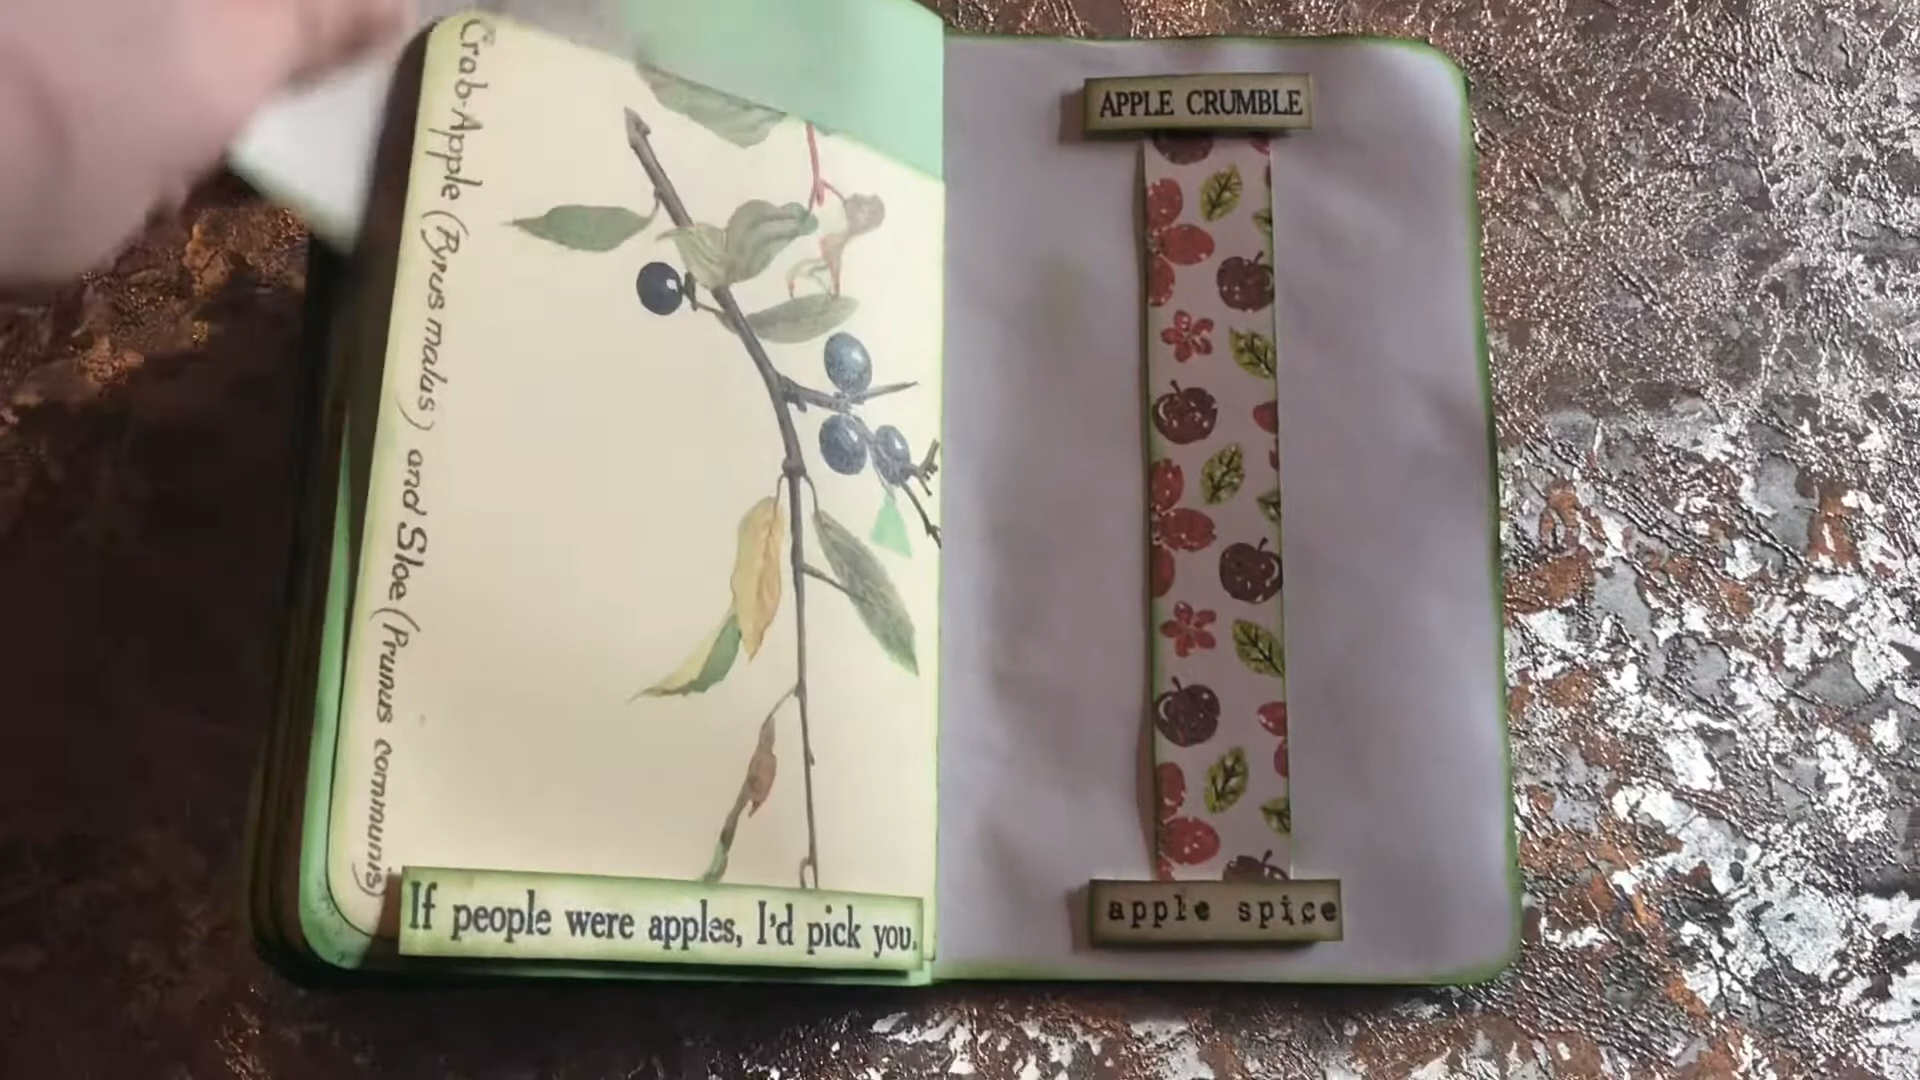 Crab-Apple (Pyrus malus) and Sloe (Prunus communis)
If people were apples, I'd pick you.
APPLE CRUMBLE
apple spice